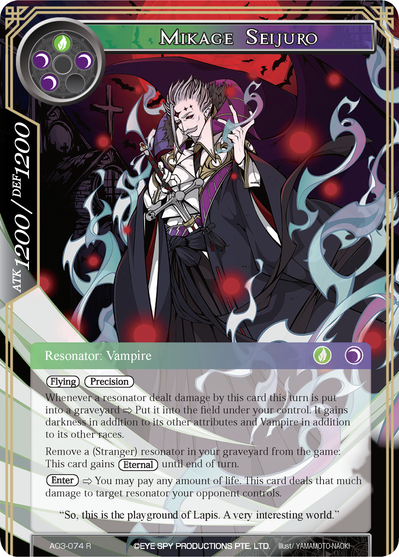 Mikage Seijuro
ATK 1200 / DEF 1200
Resonator: Vampire
Flying Precision
Whenever a resonator dealt damage by this card this turn is put
into a graveyard ⇨ Put it into the field under your control. It gains
darkness in addition to its other attributes and Vampire in addition
to its other races.
Remove a (Stranger) resonator in your graveyard from the game:
This card gains Eternal until end of turn.
Enter ⇨ You may pay any amount of life. This card deals that much
damage to target resonator your opponent controls.
"So, this is the playground of Lapis. A very interesting world."
AO3-074 R
©EYE SPY PRODUCTIONS PTE. LTD.
Illust: YAMAMOTO-NAOKI